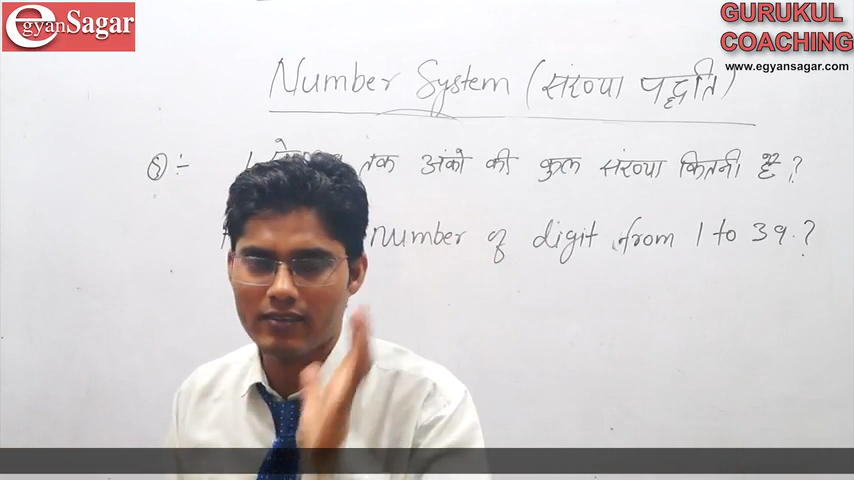 egyanSagar
GURUKUL
COACHING
www.egyansagar.com
Number System (संख्या पद्धति)
Q:- 1 तक अंको की कुल संख्या कितनी है?
number of digit from 1 to 39.?